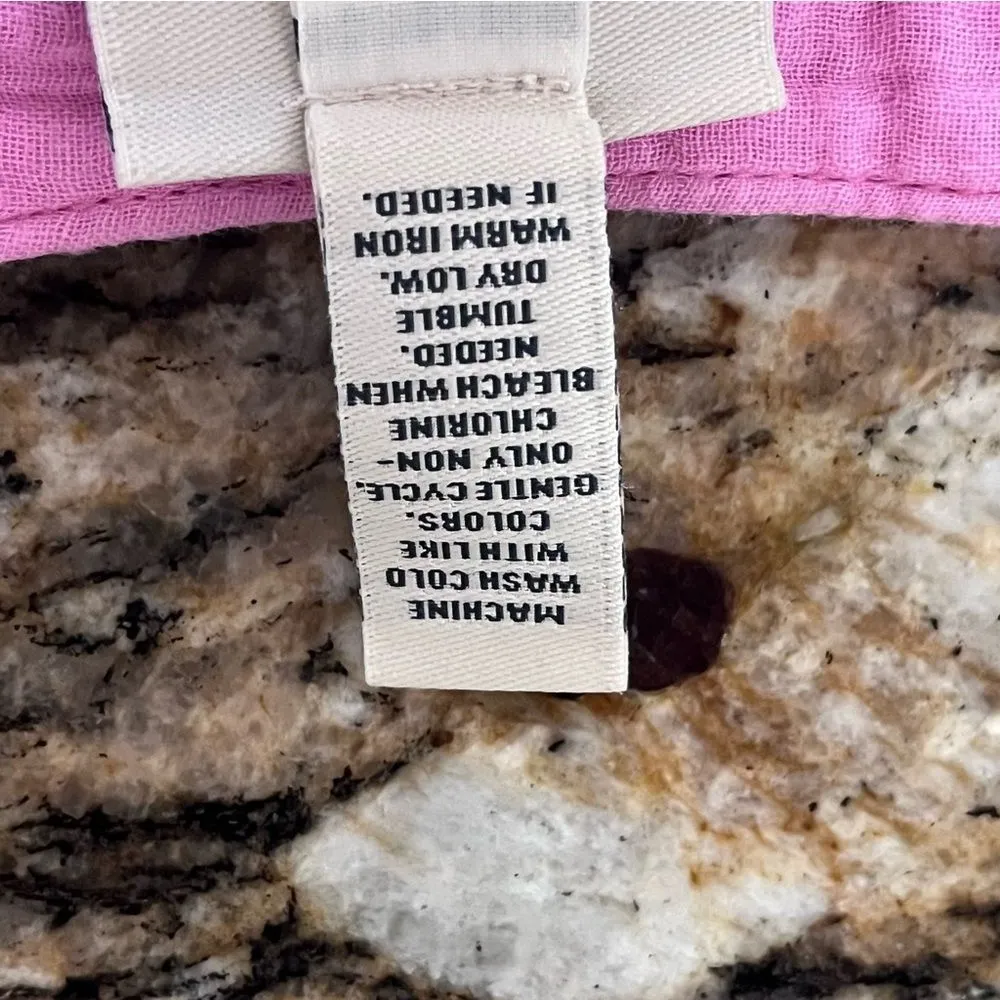 MACHINE
WASH COLD
WITH LIKE
COLORS.
GENTLE CYCLE.
ONLY NON-
CHLORINE
BLEACH WHEN
NEEDED.
TUMBLE
DRY LOW.
WARM IRON
IF NEEDED.